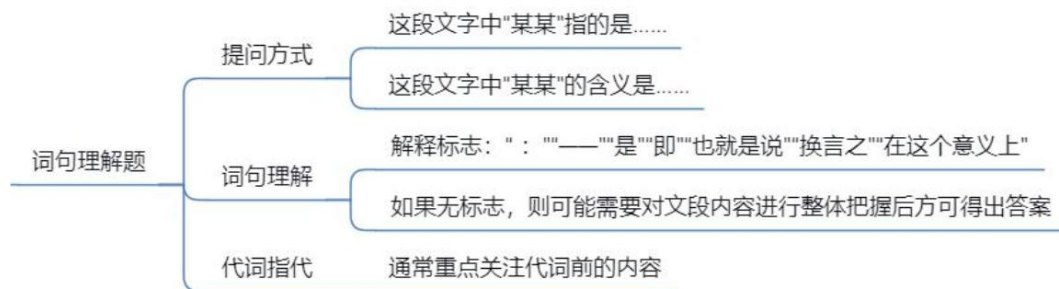 这段文字中"某某"指的是……
提问方式
这段文字中"某某"的含义是……
词句理解题
解释标志：" ：""——""是""即""也就是说""换言之""在这个意义上"
词句理解
如果无标志，则可能需要对文段内容进行整体把握后方可得出答案
代词指代
通常重点关注代词前的内容